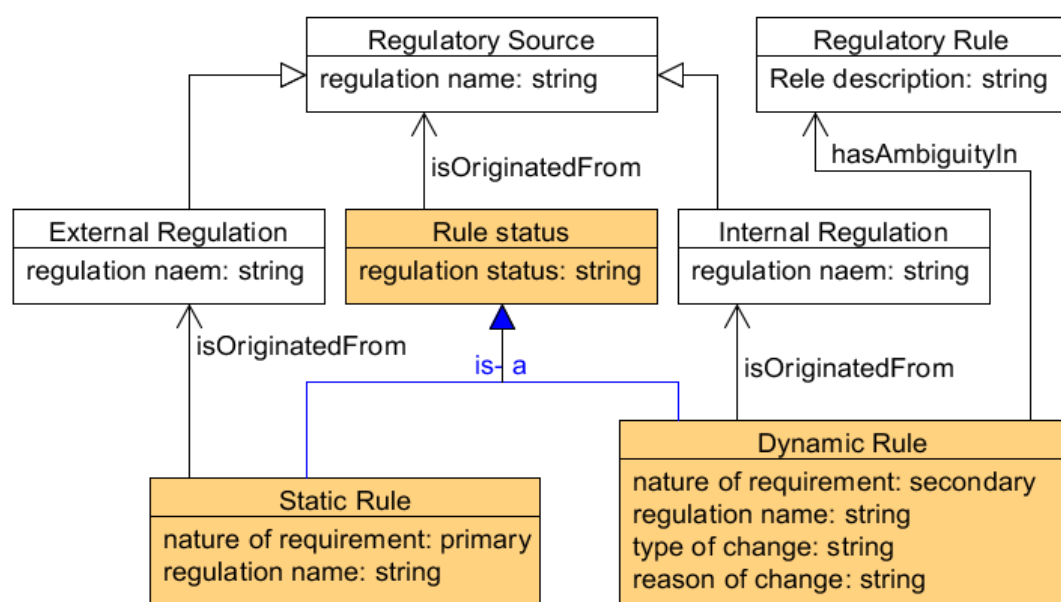 Regulatory Source
regulation name: string
Regulatory Rule
Rele description: string
isOriginatedFrom
hasAmbiguityIn
External Regulation
regulation naem: string
Rule status
regulation status: string
Internal Regulation
regulation naem: string
isOriginatedFrom
is- a
isOriginatedFrom
Static Rule
nature of requirement: primary
regulation name: string
Dynamic Rule
nature of requirement: secondary
regulation name: string
type of change: string
reason of change: string